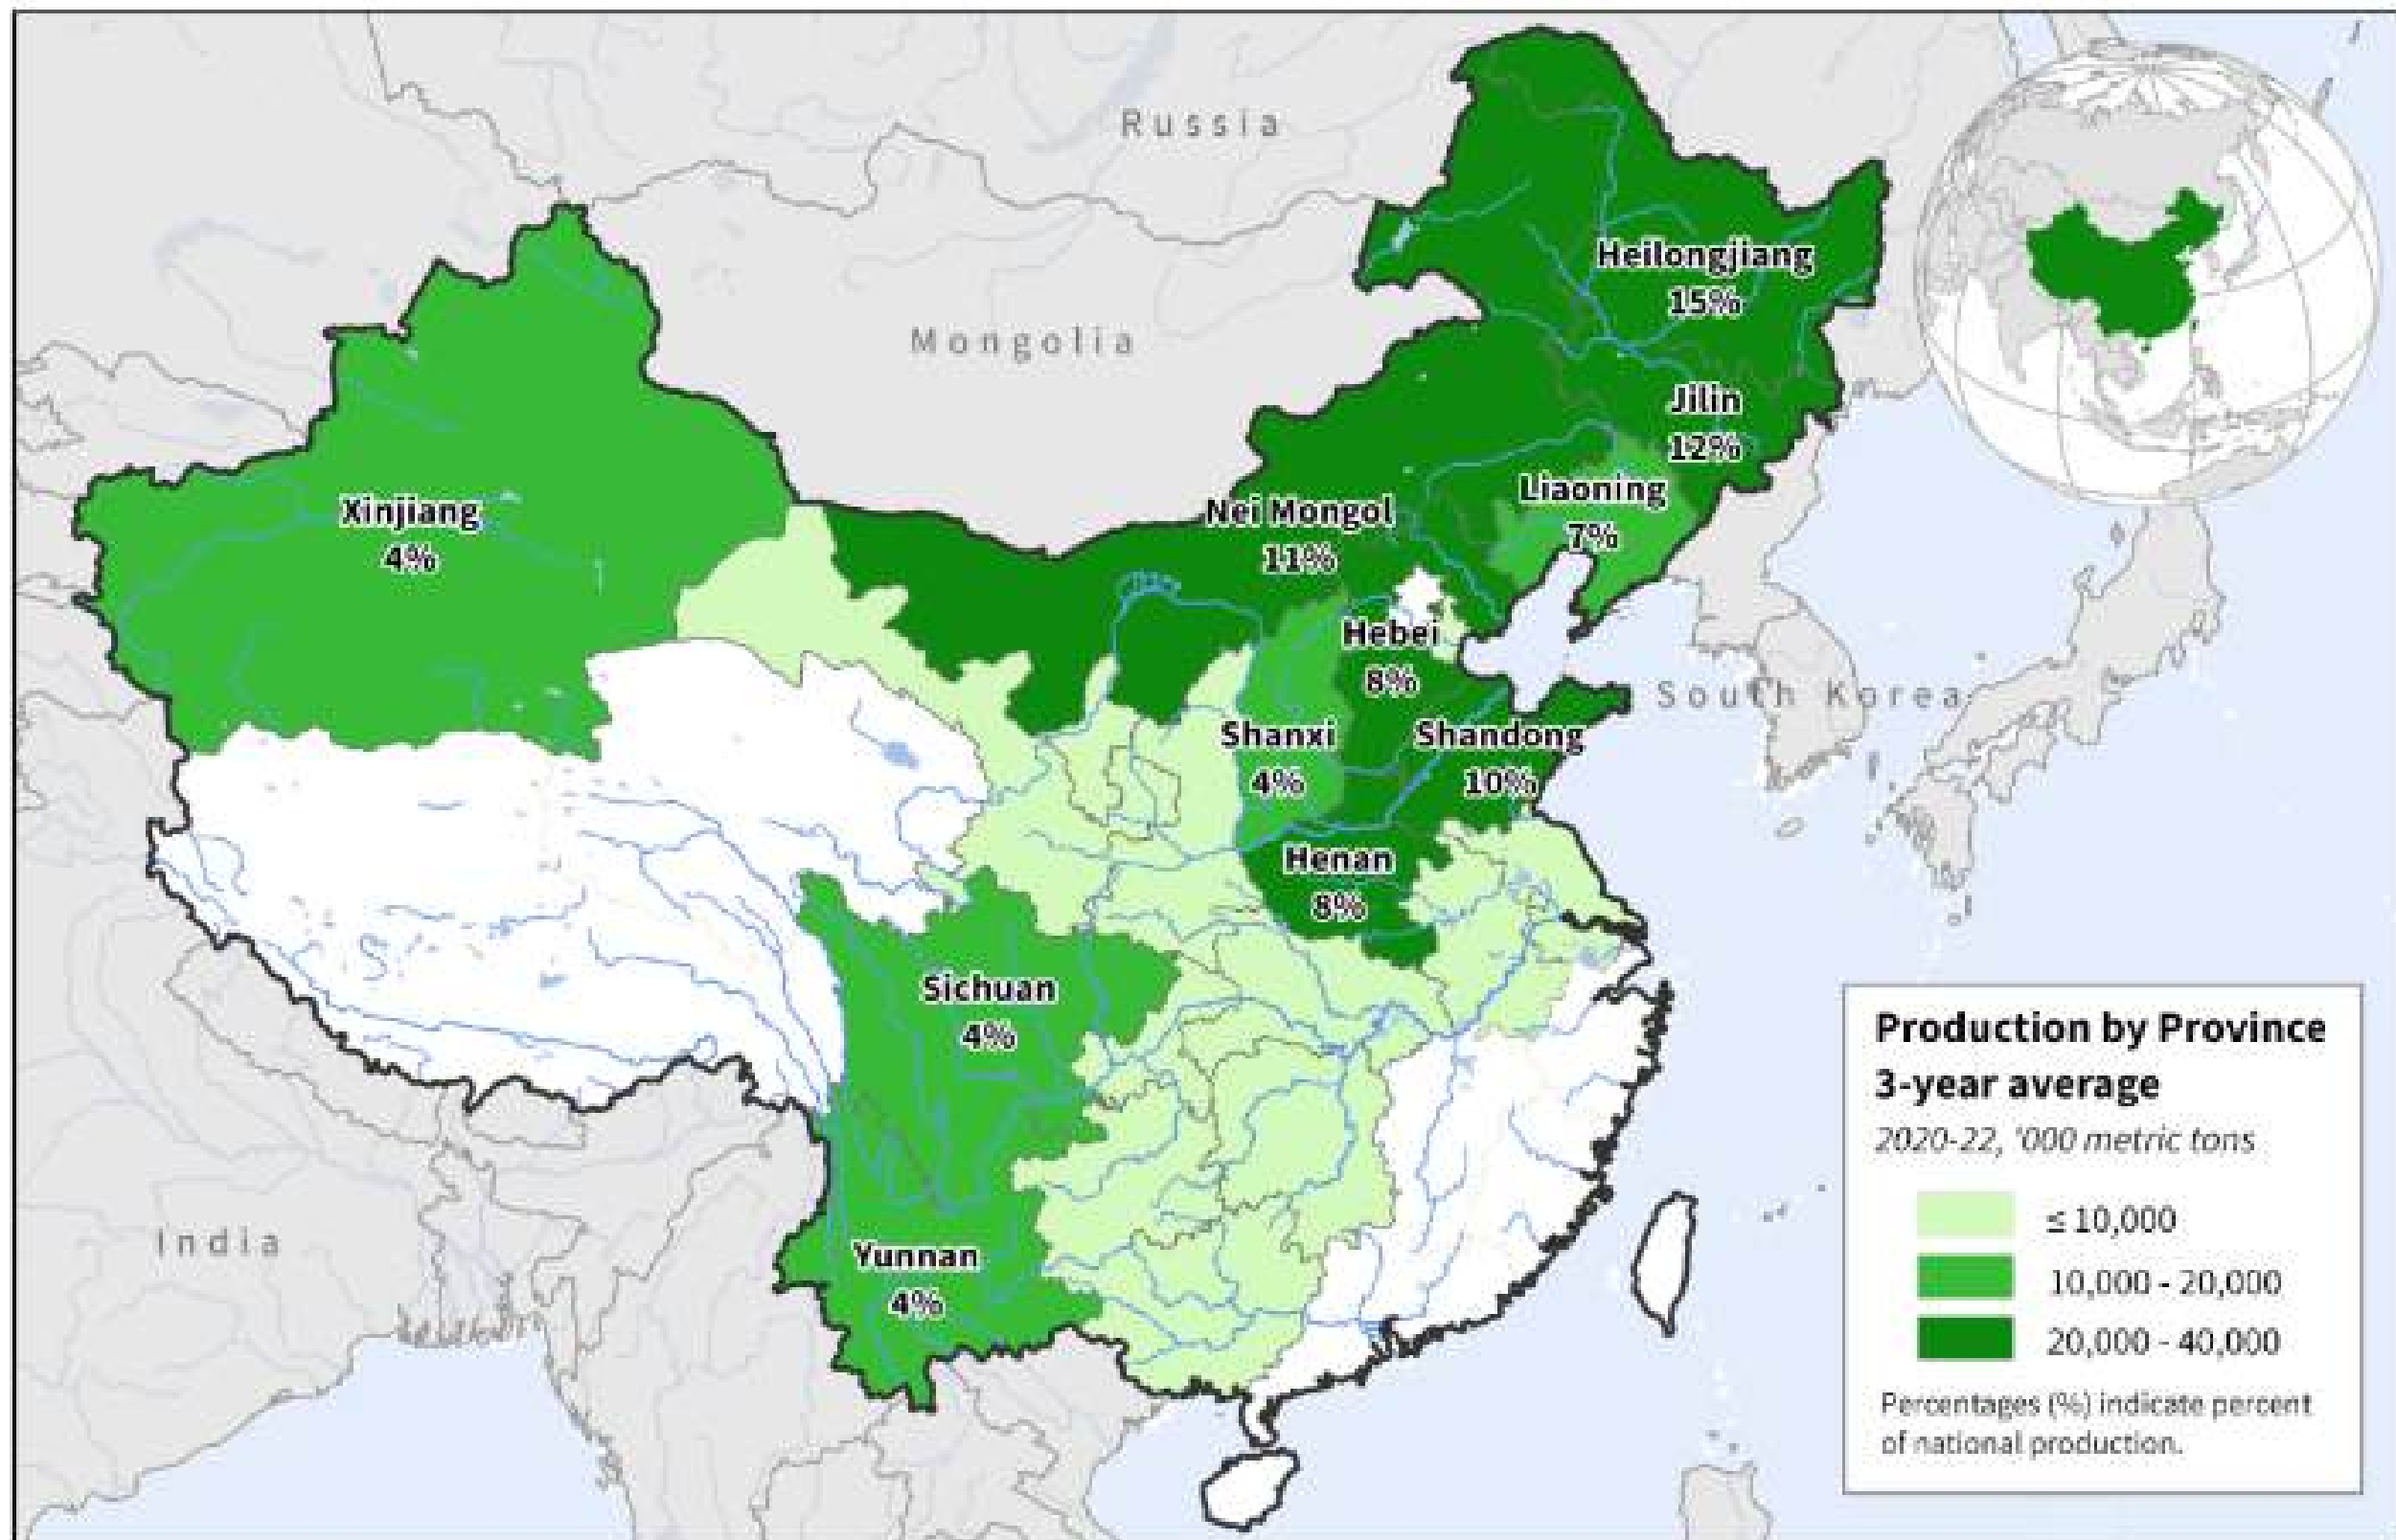 Russia
Mongolia
Heilongjiang
15%
Jilin
12%
Liaoning
7%
Xinjiang
4%
Nei Mongol
11%
Hebei
8%
South Korea
Shanxi
4%
Shandong
10%
Henan
8%
Sichuan
4%
India
Yunnan
4%
Production by Province
3-year average
2020-22, '000 metric tons
≤ 10,000
10,000 - 20,000
20,000 - 40,000
Percentages (%) indicate percent
of national production.